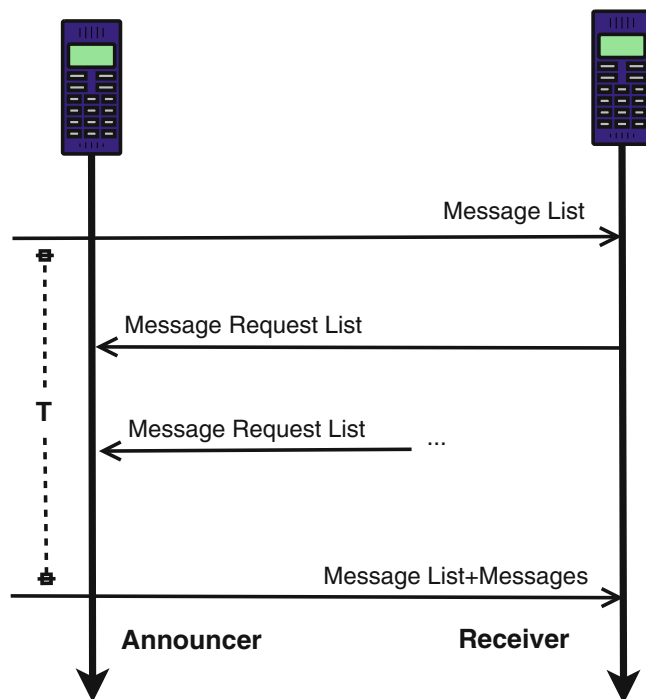 Message List
Message Request List
T
Message Request List ...
Message List+Messages
Announcer Receiver